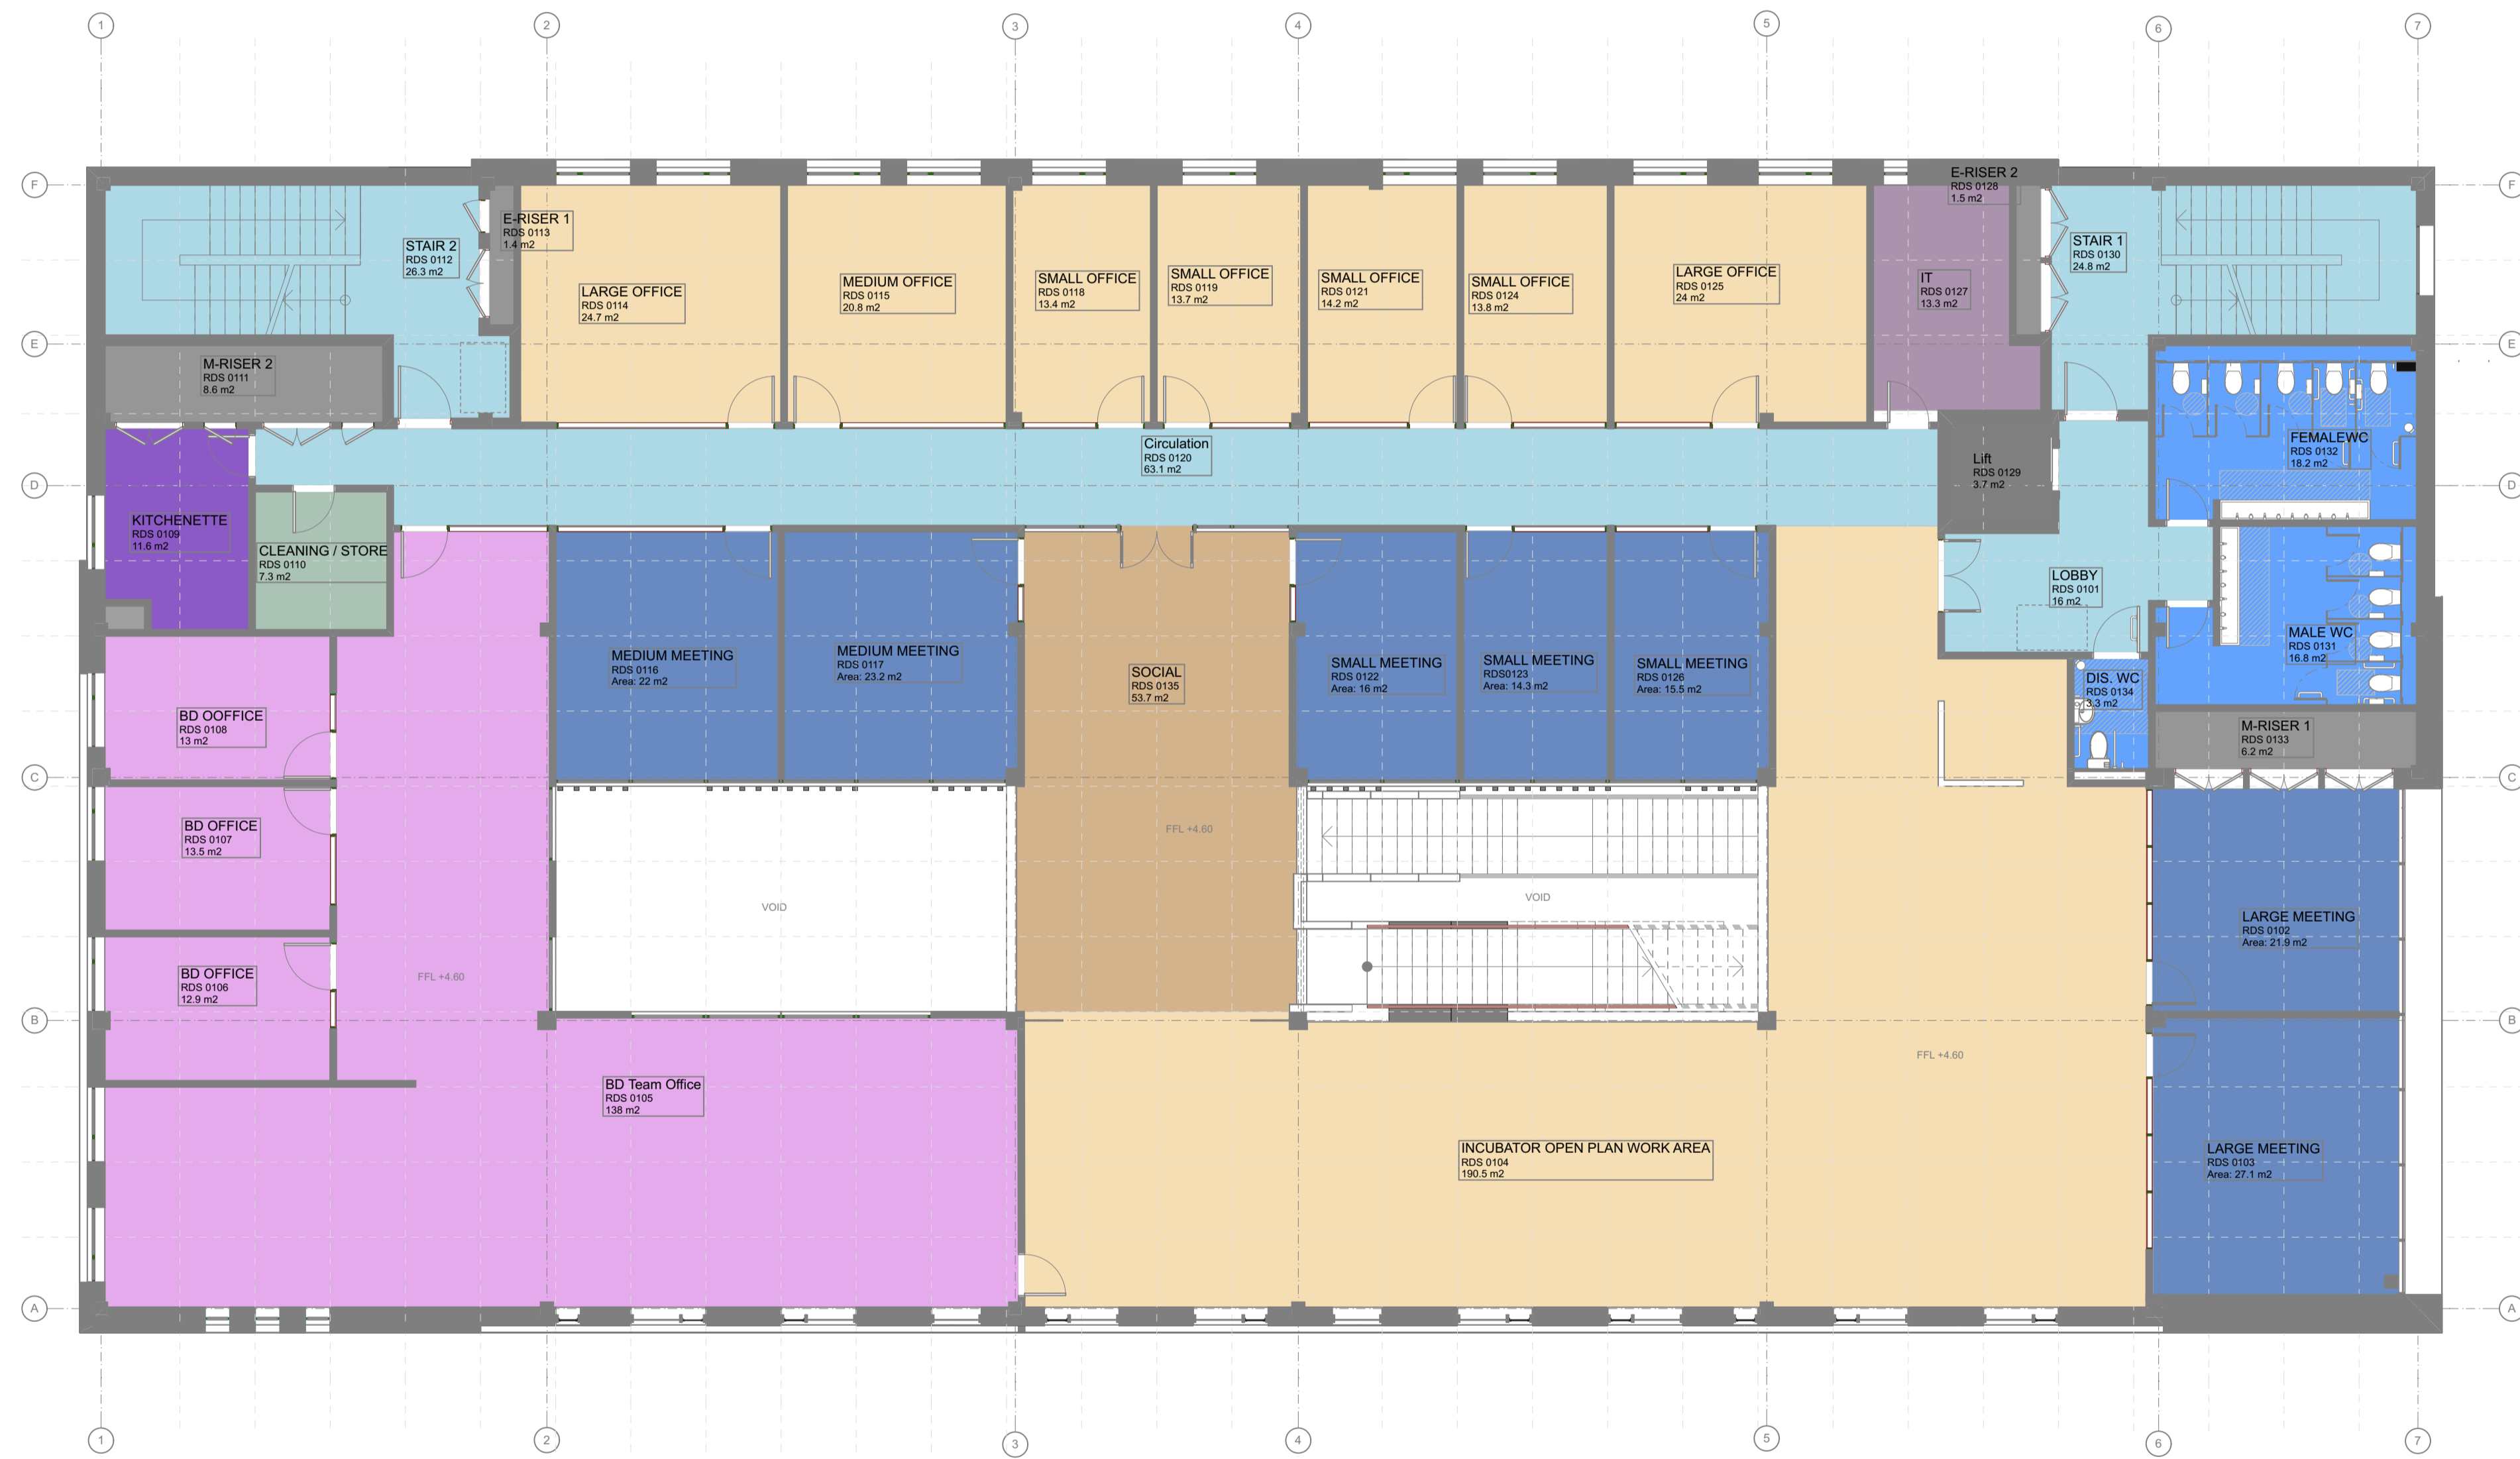 1
2
3
4
5
6
7
F
F
E-RISER 2
RDS 0128
1.5 m2
E-RISER 1
RDS 0113
1.4 m2
STAIR 2
RDS 0112
26.3 m2
STAIR 1
RDS 0130
24.8 m2
LARGE OFFICE
RDS 0114
24.7 m2
MEDIUM OFFICE
RDS 0115
20.8 m2
SMALL OFFICE
RDS 0118
13.4 m2
SMALL OFFICE
RDS 0119
13.7 m2
SMALL OFFICE
RDS 0121
14.2 m2
SMALL OFFICE
RDS 0124
13.8 m2
LARGE OFFICE
RDS 0125
24 m2
IT
RDS 0127
13.3 m2
E
E
M-RISER 2
RDS 0111
8.6 m2
Circulation
RDS 0120
63.1 m2
Lift
RDS 0129
3.7 m2
FEMALEWC
RDS 0132
18.2 m2
D
D
KITCHENETTE
RDS 0109
11.6 m2
CLEANING / STORE
RDS 0110
7.3 m2
LOBBY
RDS 0101
16 m2
MALE WC
RDS 0131
16.8 m2
MEDIUM MEETING
RDS 0116
Area: 22 m2
MEDIUM MEETING
RDS 0117
Area: 23.2 m2
SOCIAL
RDS 0135
53.7 m2
SMALL MEETING
RDS 0122
Area: 16 m2
SMALL MEETING
RDS0123
Area: 14.3 m2
SMALL MEETING
RDS 0126
Area: 15.5 m2
DIS. WC
RDS 0134
3.3 m2
BD OOFFICE
RDS 0108
13 m2
M-RISER 1
RDS 0133
6.2 m2
C
C
BD OFFICE
RDS 0107
13.5 m2
FFL +4.60
VOID
VOID
LARGE MEETING
RDS 0102
Area: 21.9 m2
BD OFFICE
RDS 0106
12.9 m2
FFL +4.60
B
B
FFL +4.60
BD Team Office
RDS 0105
138 m2
INCUBATOR OPEN PLAN WORK AREA
RDS 0104
190.5 m2
LARGE MEETING
RDS 0103
Area: 27.1 m2
A
A
1
2
3
4
5
6
7